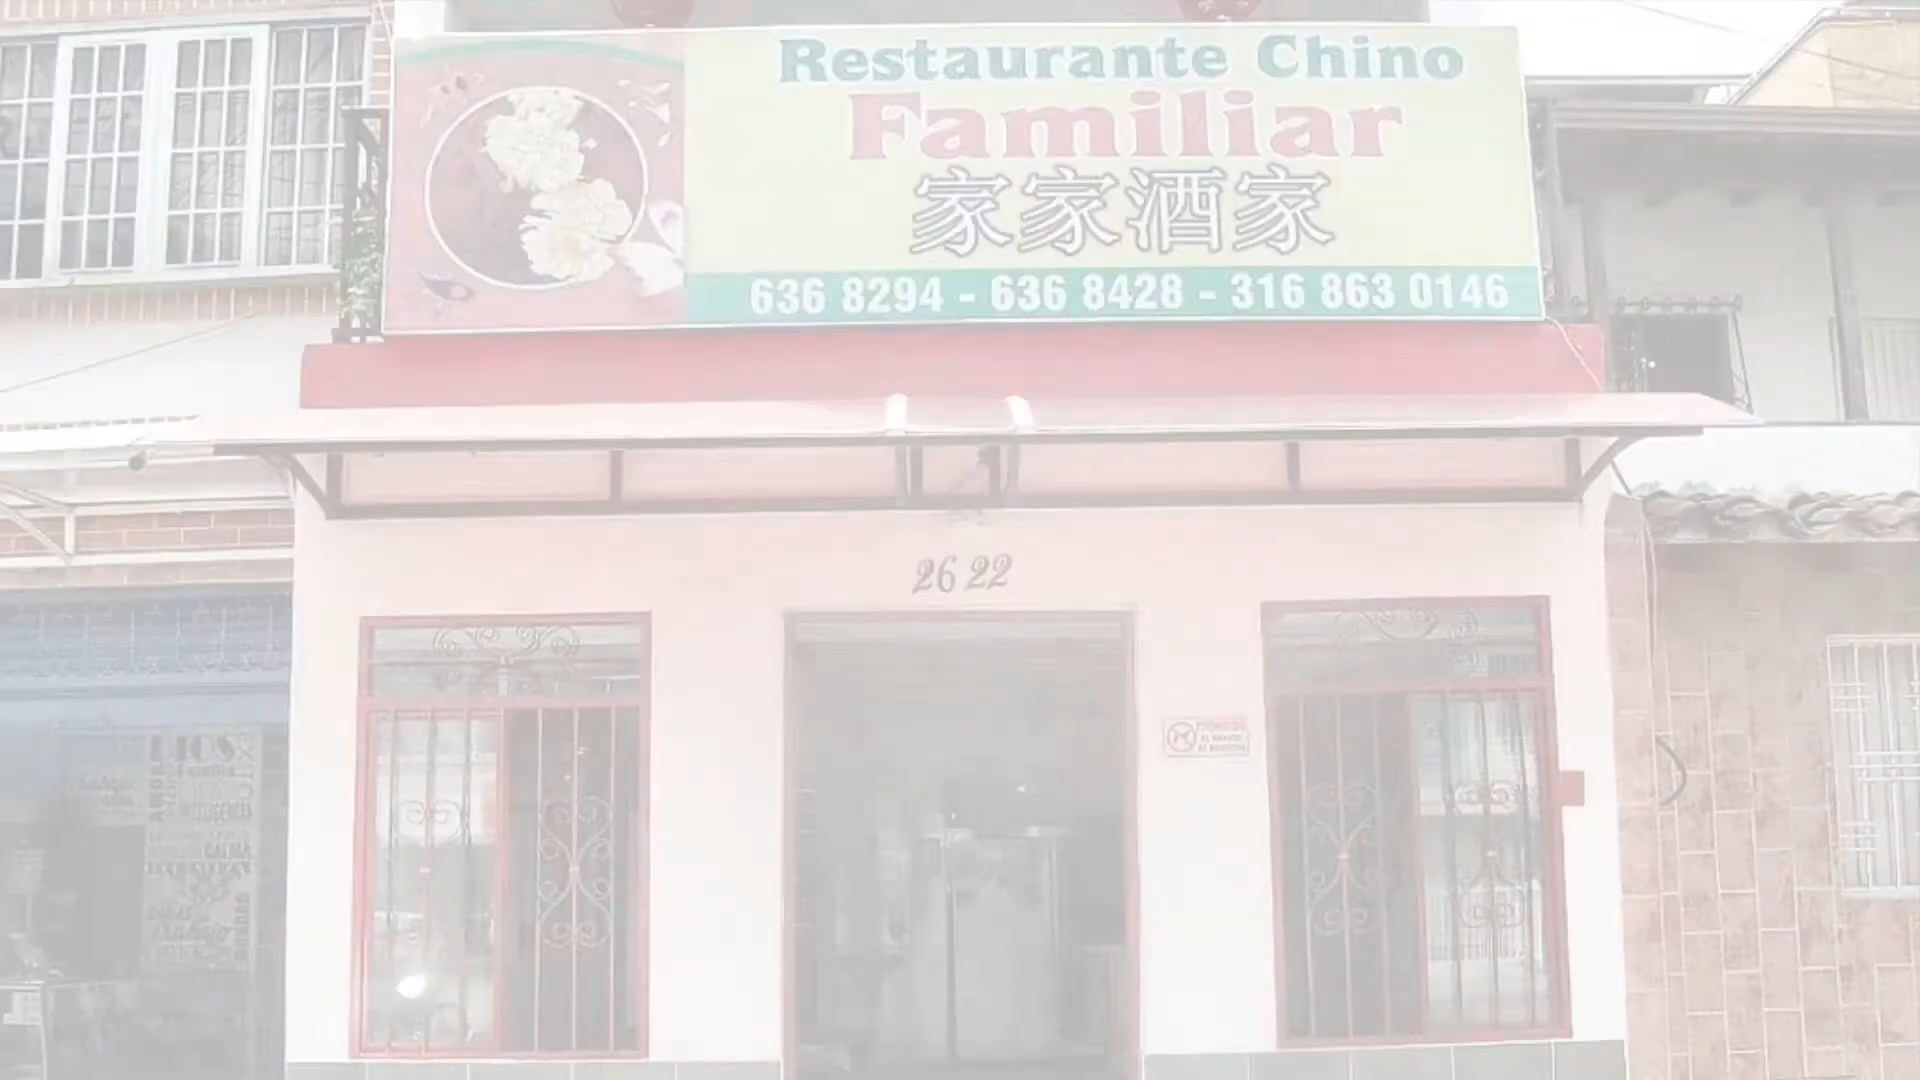 Restaurante Chino
Familiar
家家酒家
636 8294 - 636 8428 - 316 863 0146
26 22